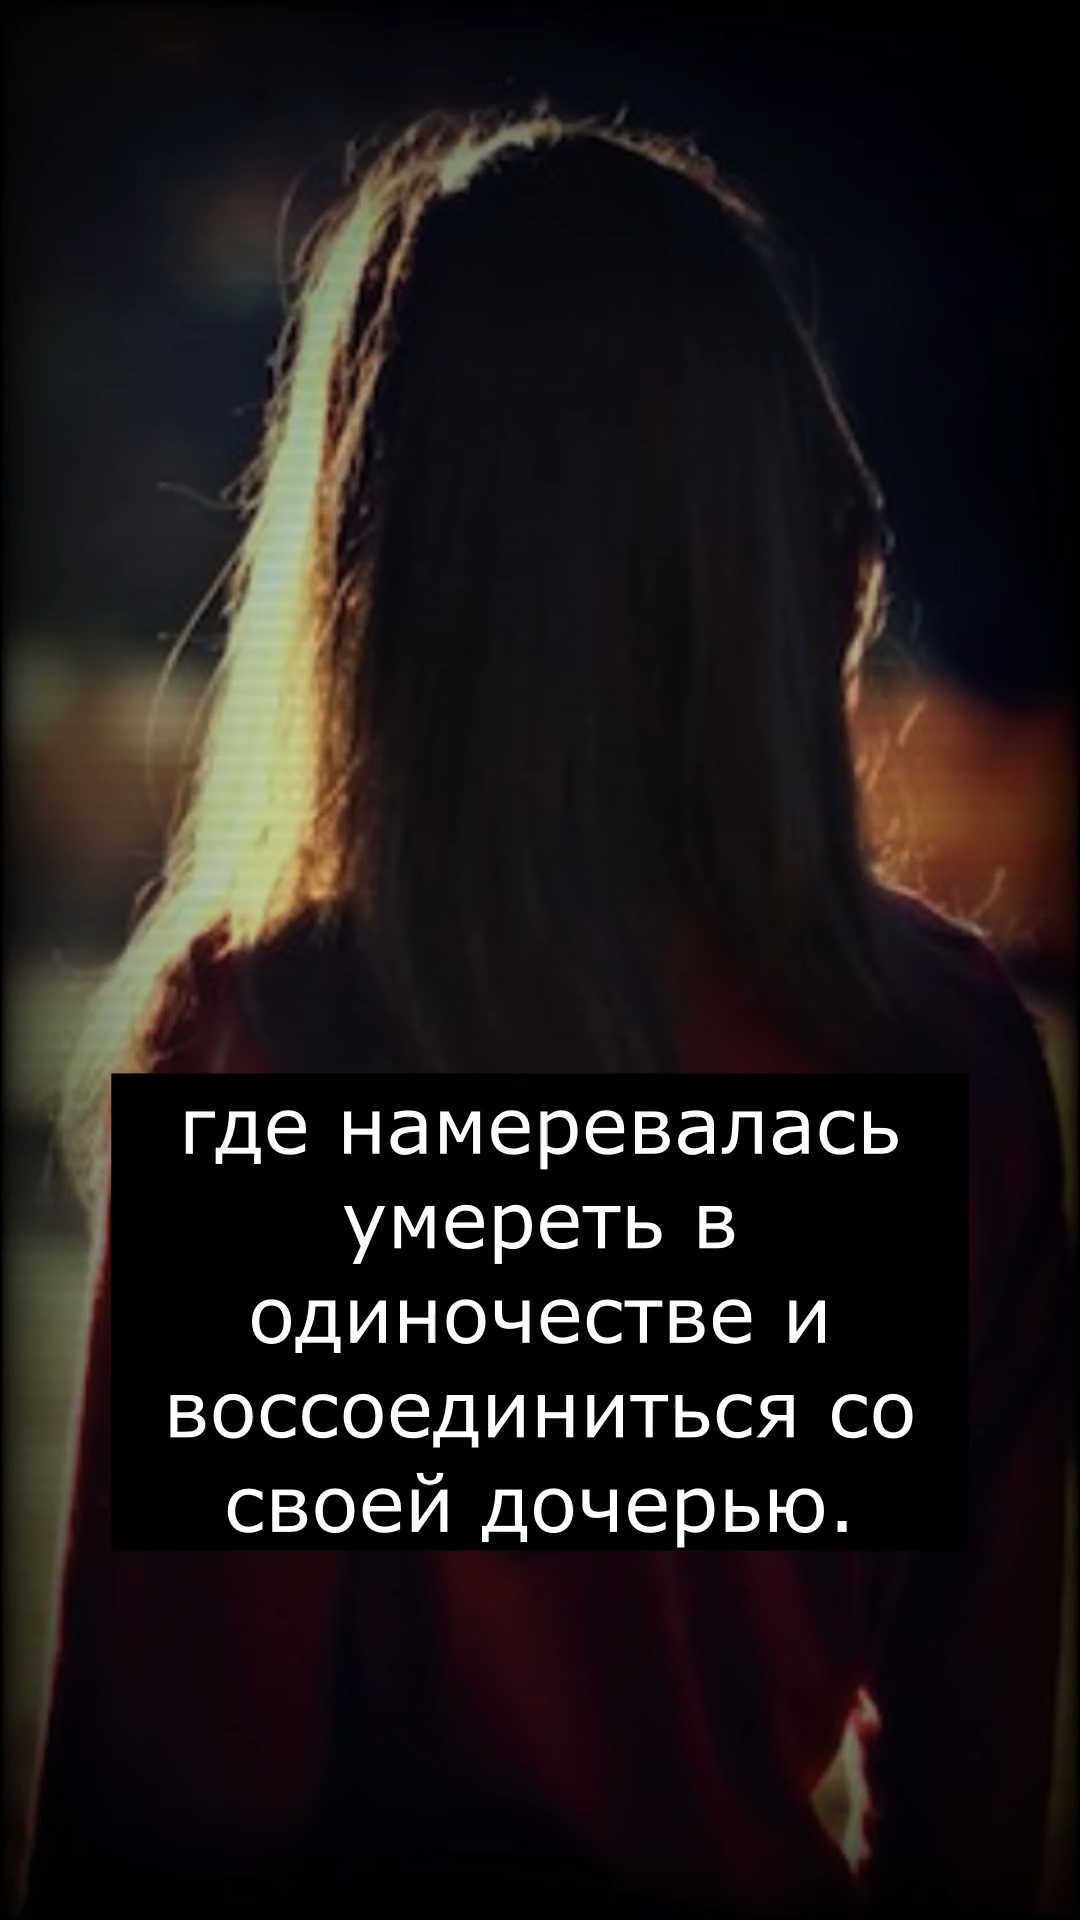 где намеревалась
умереть в
одиночестве и
воссоединиться со
своей дочерью.